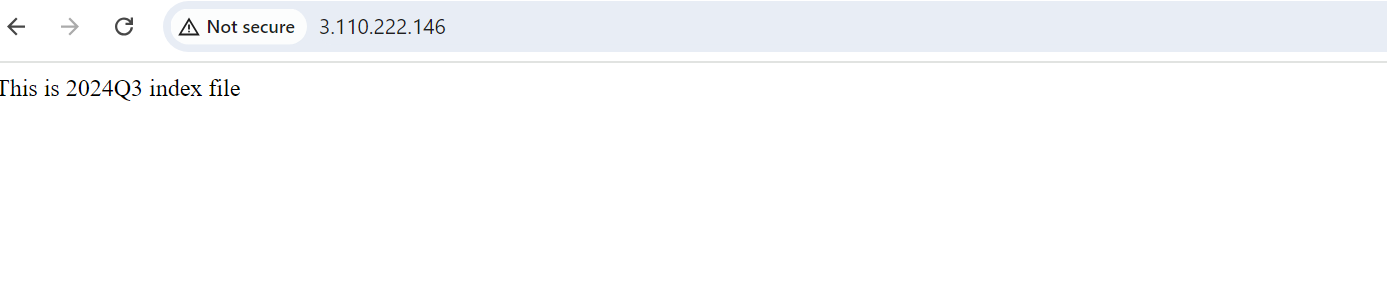 Not secure 3.110.222.146
This is 2024Q3 index file